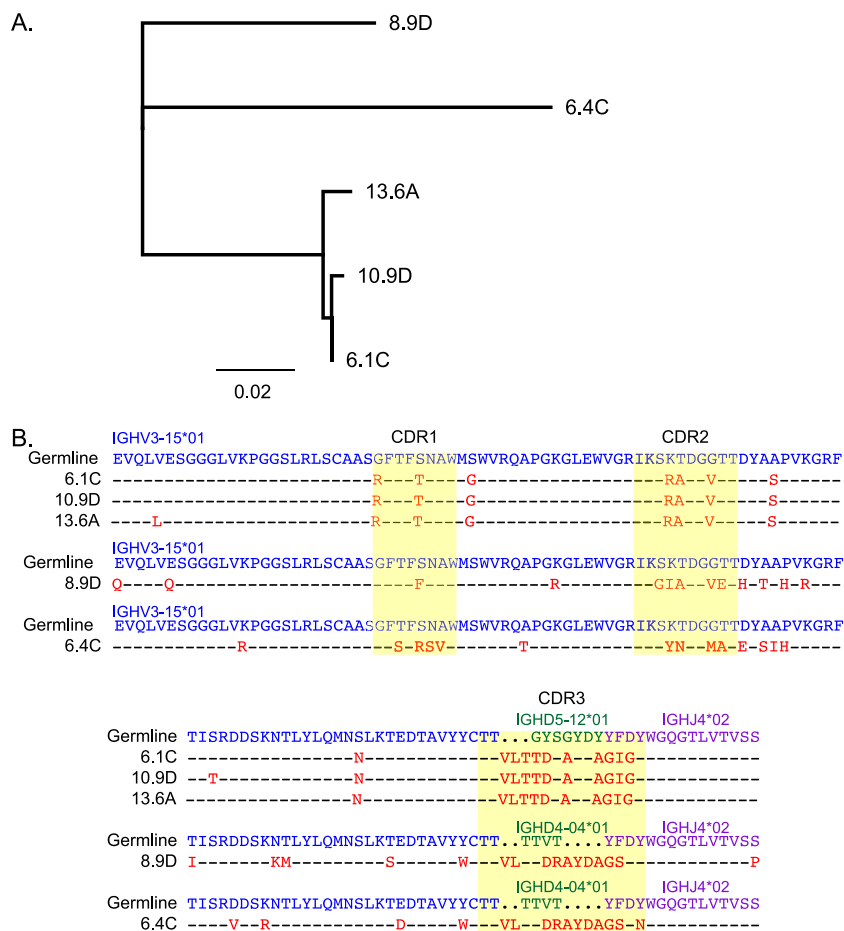 A.
8.9D
6.4C
13.6A
10.9D
6.1C
0.02
B.
IGHV3-15*01 CDR1 CDR2
Germline EVQLVESGGGLVKPGGSLRLSCAASGFTFSNAWMSWVRQAPGKGLEWVGRIKSKTDGGTTDYAAPVKGRF
6.1C -------------------------R---T----G------------------RA--V-----S------
10.9D -------------------------R---T----G------------------RA--V-----S------
13.6A ----L--------------------R---T----G------------------RA--V-----S------
IGHV3-15*01
Germline EVQLVESGGGLVKPGGSLRLSCAASGFTFSNAWMSWVRQAPGKGLEWVGRIKSKTDGGTTDYAAPVKGRF
8.9D Q----Q-----------------------F------------R---------GIA--VE-H-T-H-R---
IGHV3-15*01
Germline EVQLVESGGGLVKPGGSLRLSCAASGFTFSNAWMSWVRQAPGKGLEWVGRIKSKTDGGTTDYAAPVKGRF
6.4C ------------R--------------S-RSV-------T-------------YN--MA-E-SIH-----
CDR3
IGHD5-12*01 IGHJ4*02
Germline TISRDDSKNTLYLQMNSLKTEDTAVYYCTT...GYSGYDYYFDYWGQGTLVTVSS
6.1C ----------------N-------------VLTTD-A--AGIG------------
10.9D --T-------------N-------------VLTTD-A--AGIG------------
13.6A ----------------N-------------VLTTD-A--AGIG------------
IGHD4-04*01 IGHJ4*02
Germline TISRDDSKNTLYLQMNSLKTEDTAVYYCTT..TTVT....YFDYWGQGTLVTVSS
8.9D I-------KM---------S------W---VL--DRAYDAGS------------P
IGHD4-04*01 IGHJ4*02
Germline TISRDDSKNTLYLQMNSLKTEDTAVYYCTT..TTVT....YFDYWGQGTLVTVSS
6.4C ----V--R------------D-----W---VL--DRAYDAGS-N-----------